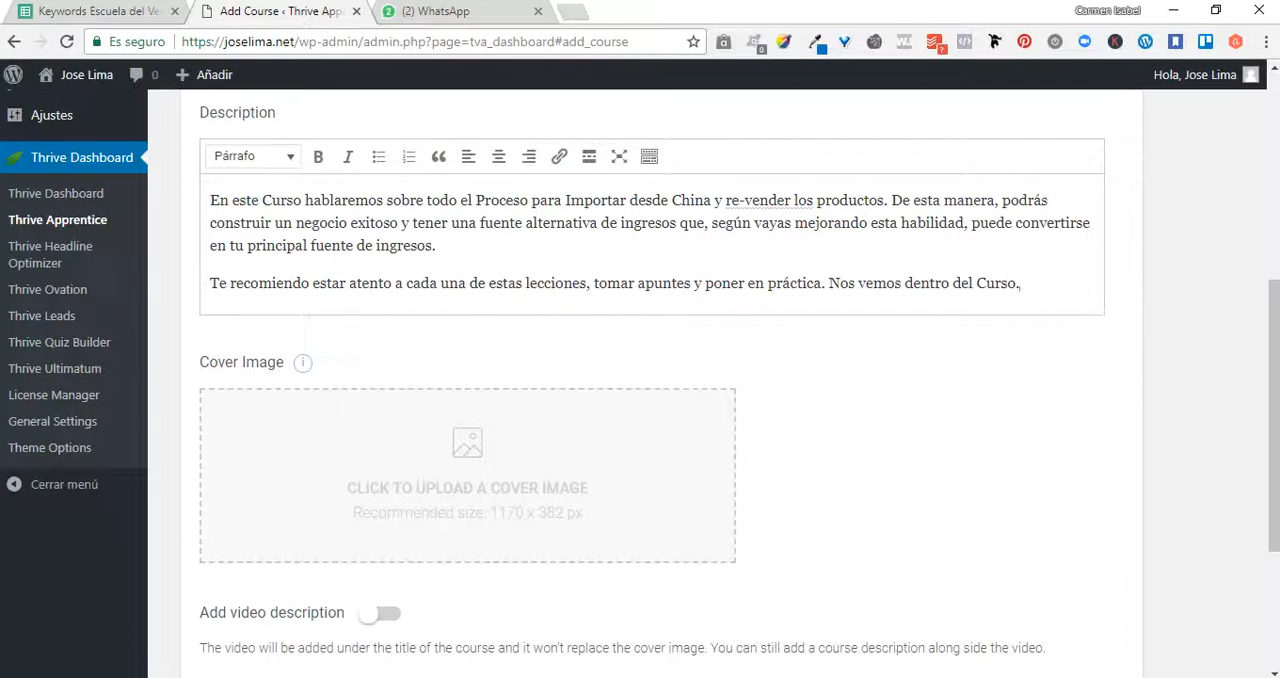 Keywords Escuela del Ve
Add Course ‹ Thrive App
(2) WhatsApp
Carmen Isabel
Es seguro
https://joselima.net/wp-admin/admin.php?page=tva_dashboard#add_course
Jose Lima
0
Añadir
Hola, Jose Lima
Ajustes
Thrive Dashboard
Thrive Dashboard
Thrive Apprentice
Thrive Headline
Optimizer
Thrive Ovation
Thrive Leads
Thrive Quiz Builder
Thrive Ultimatum
License Manager
General Settings
Theme Options
Cerrar menú
Description
Párrafo
B I
En este Curso hablaremos sobre todo el Proceso para Importar desde China y re-vender los productos. De esta manera, podrás
construir un negocio exitoso y tener una fuente alternativa de ingresos que, según vayas mejorando esta habilidad, puede convertirse
en tu principal fuente de ingresos.
Te recomiendo estar atento a cada una de estas lecciones, tomar apuntes y poner en práctica. Nos vemos dentro del Curso.
Cover Image
CLICK TO UPLOAD A COVER IMAGE
Recommended size: 1170 x 382 px
Add video description
The video will be added under the title of the course and it won't replace the cover image. You can still add a course description along side the video.